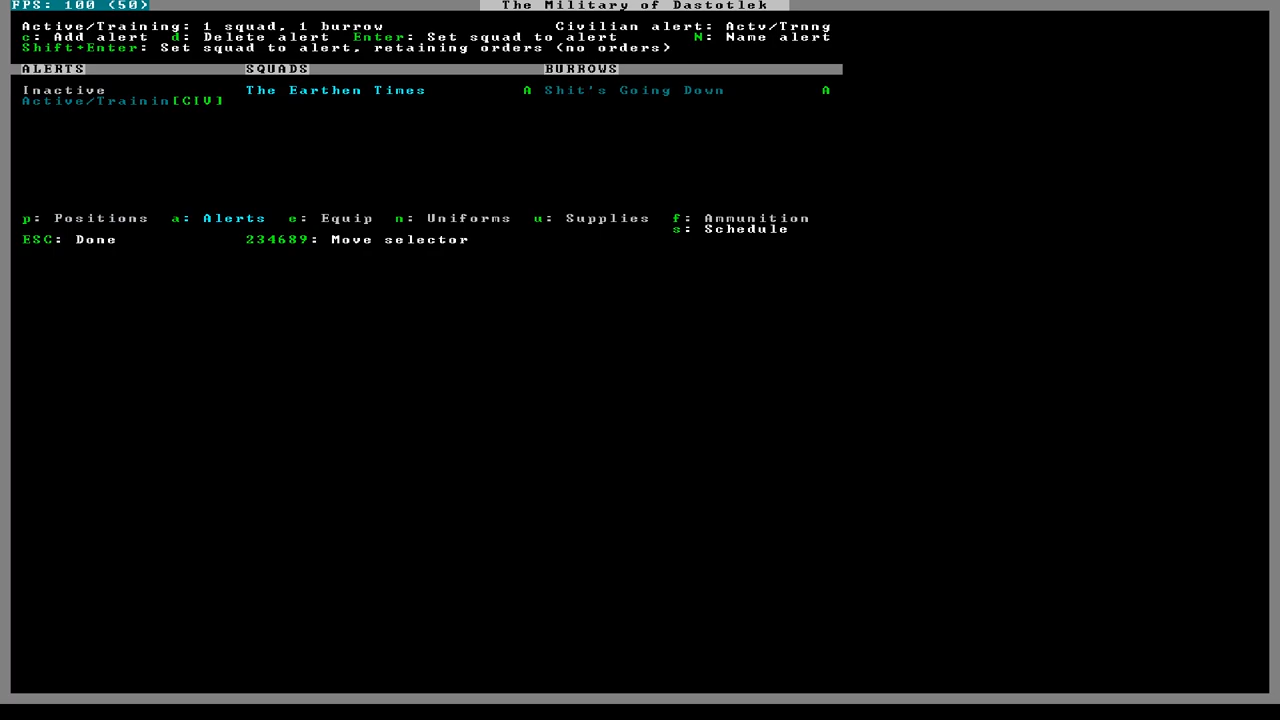 FPS: 100 (50) The Military of Dastotlek
Active/Training: 1 squad, 1 burrow Civilian alert: Actv/Trnng
c: Add alert d: Delete alert Enter: Set squad to alert N: Name alert
Shift+Enter: Set squad to alert, retaining orders (no orders)
ALERTS SQUADS BURROWS
Inactive The Earthen Times A Shit's Going Down A
Active/Trainin[CIV]
p: Positions a: Alerts e: Equip n: Uniforms u: Supplies f: Ammunition
s: Schedule
ESC: Done 234689: Move selector